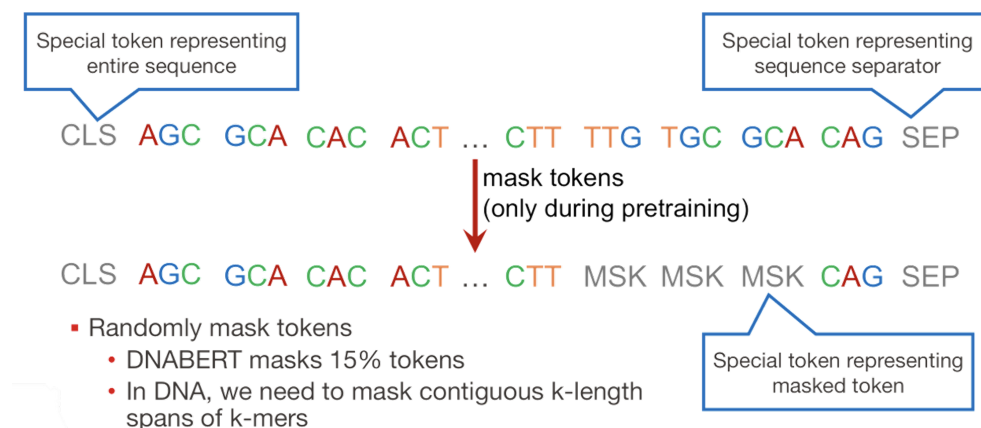 Special token representing
entire sequence
Special token representing
sequence separator
CLS AGC GCA CAC ACT ... CTT TTG TGC GCA CAG SEP
mask tokens
(only during pretraining)
CLS AGC GCA CAC ACT ... CTT MSK MSK MSK CAG SEP
▪ Randomly mask tokens
• DNABERT masks 15% tokens
• In DNA, we need to mask contiguous k-length
spans of k-mers
Special token representing
masked token